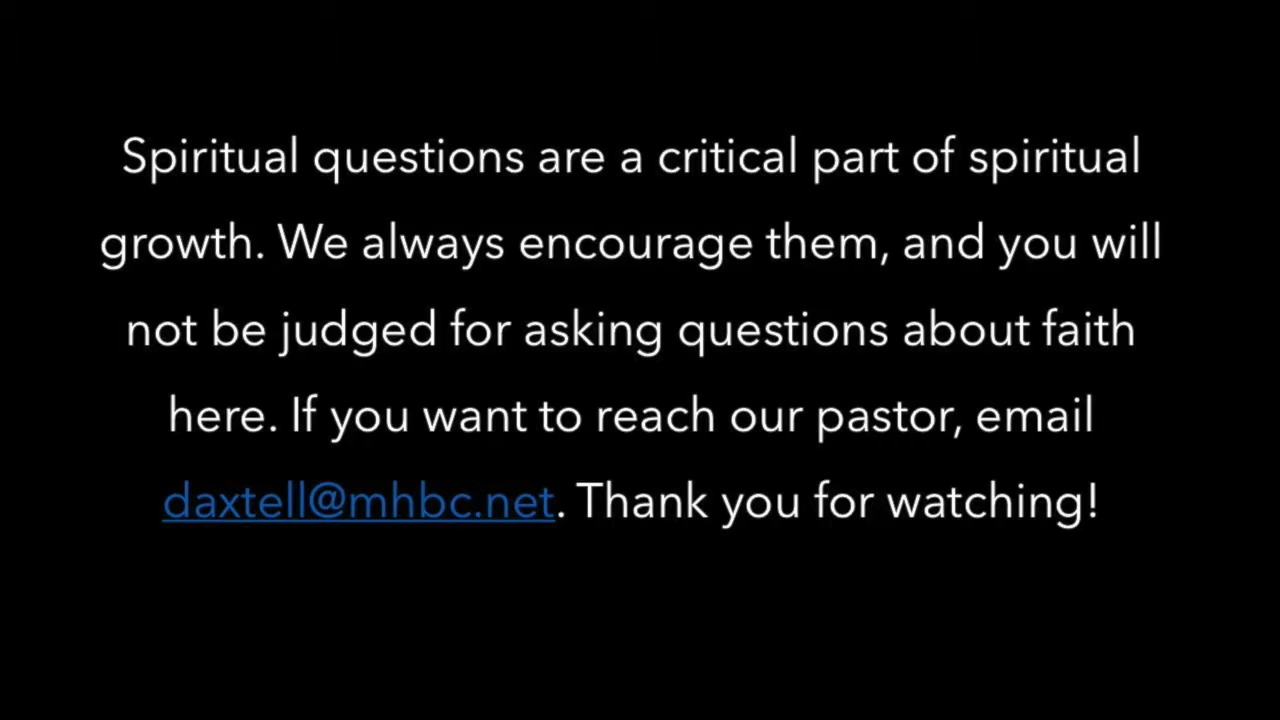 Spiritual questions are a critical part of spiritual
growth. We always encourage them, and you will
not be judged for asking questions about faith
here. If you want to reach our pastor, email
daxtell@mhbc.net. Thank you for watching!